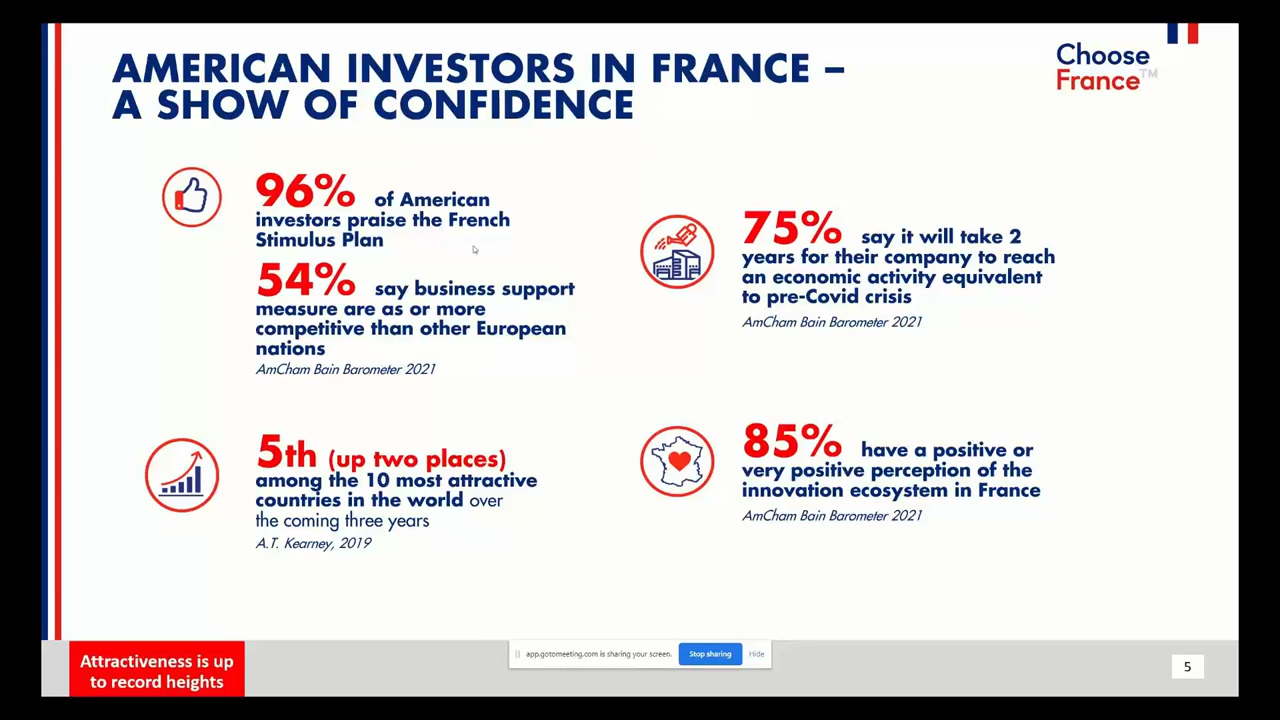 AMERICAN INVESTORS IN FRANCE –
A SHOW OF CONFIDENCE
Choose
France™
96% of American
investors praise the French
Stimulus Plan
54% say business support
measure are as or more
competitive than other European
nations
AmCham Bain Barometer 2021
75% say it will take 2
years for their company to reach
an economic activity equivalent
to pre-Covid crisis
AmCham Bain Barometer 2021
5th (up two places)
among the 10 most attractive
countries in the world over
the coming three years
A.T. Kearney, 2019
85% have a positive or
very positive perception of the
innovation ecosystem in France
AmCham Bain Barometer 2021
Attractiveness is up
to record heights
app.gotomeeting.com is sharing your screen.
Stop sharing
Hide
5